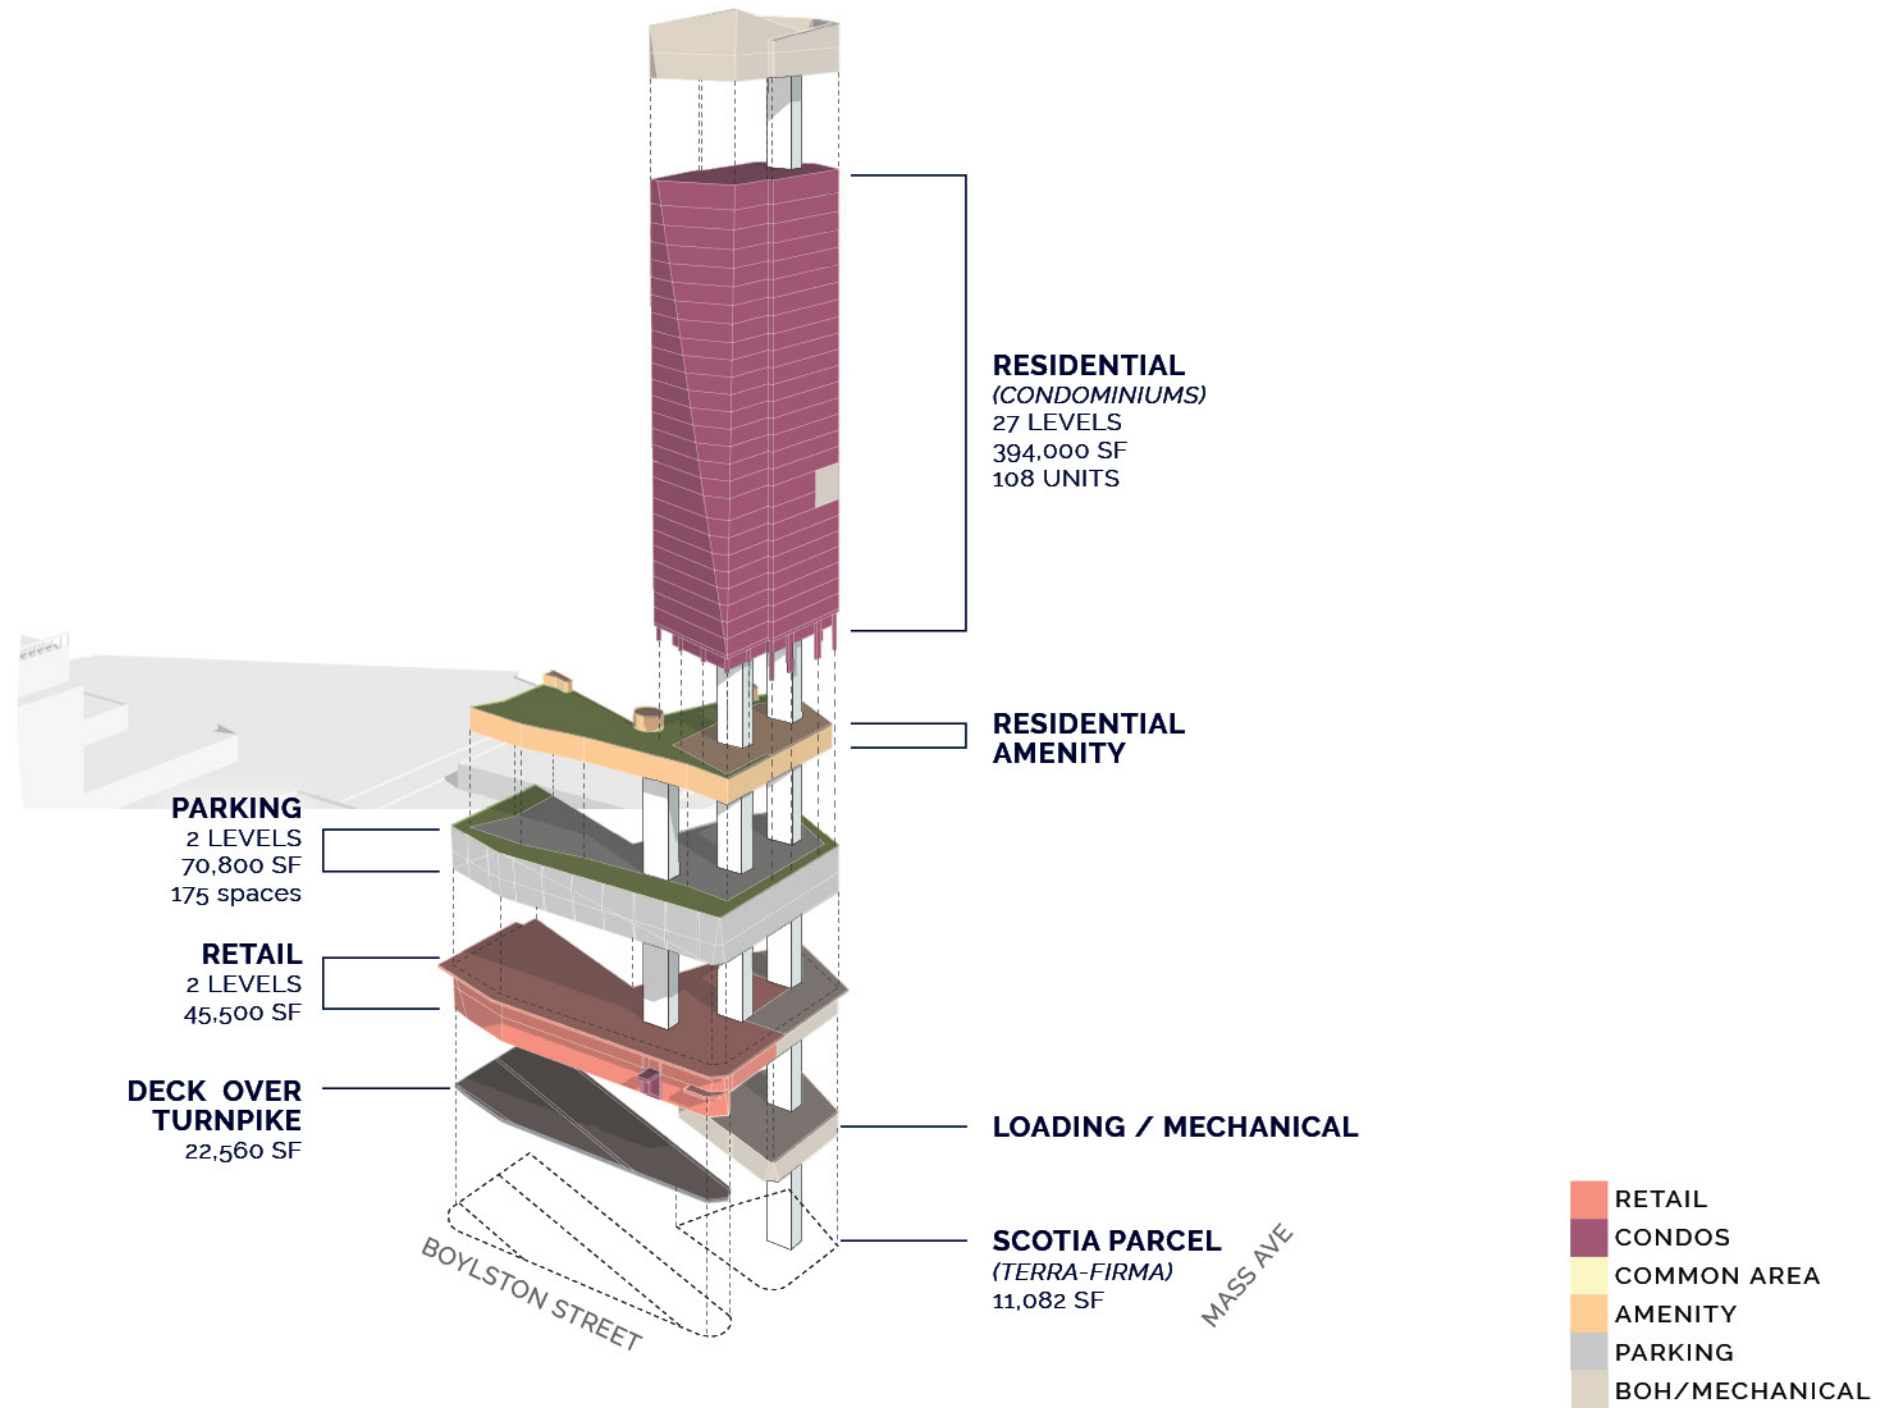 RESIDENTIAL
(CONDOMINIUMS)
27 LEVELS
394,000 SF
108 UNITS
RESIDENTIAL
AMENITY
PARKING
2 LEVELS
70,800 SF
175 spaces
RETAIL
2 LEVELS
45,500 SF
DECK OVER
TURNPIKE
22,560 SF
LOADING / MECHANICAL
SCOTIA PARCEL
(TERRA-FIRMA)
11,082 SF
BOYLSTON STREET
MASS AVE
RETAIL
CONDOS
COMMON AREA
AMENITY
PARKING
BOH/MECHANICAL